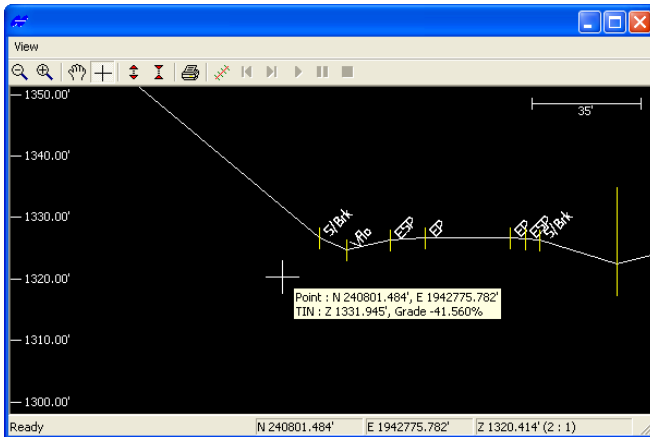 View
1350.00'
35'
1340.00'
1330.00'
S/Brk
\Flo
ESP
EP
EP
ESP
S/Brk
1320.00'
Point : N 240801.484', E 1942775.782'
TIN : Z 1331.945', Grade -41.560%
1310.00'
1300.00'
Ready N 240801.484' E 1942775.782' Z 1320.414' (2 : 1)